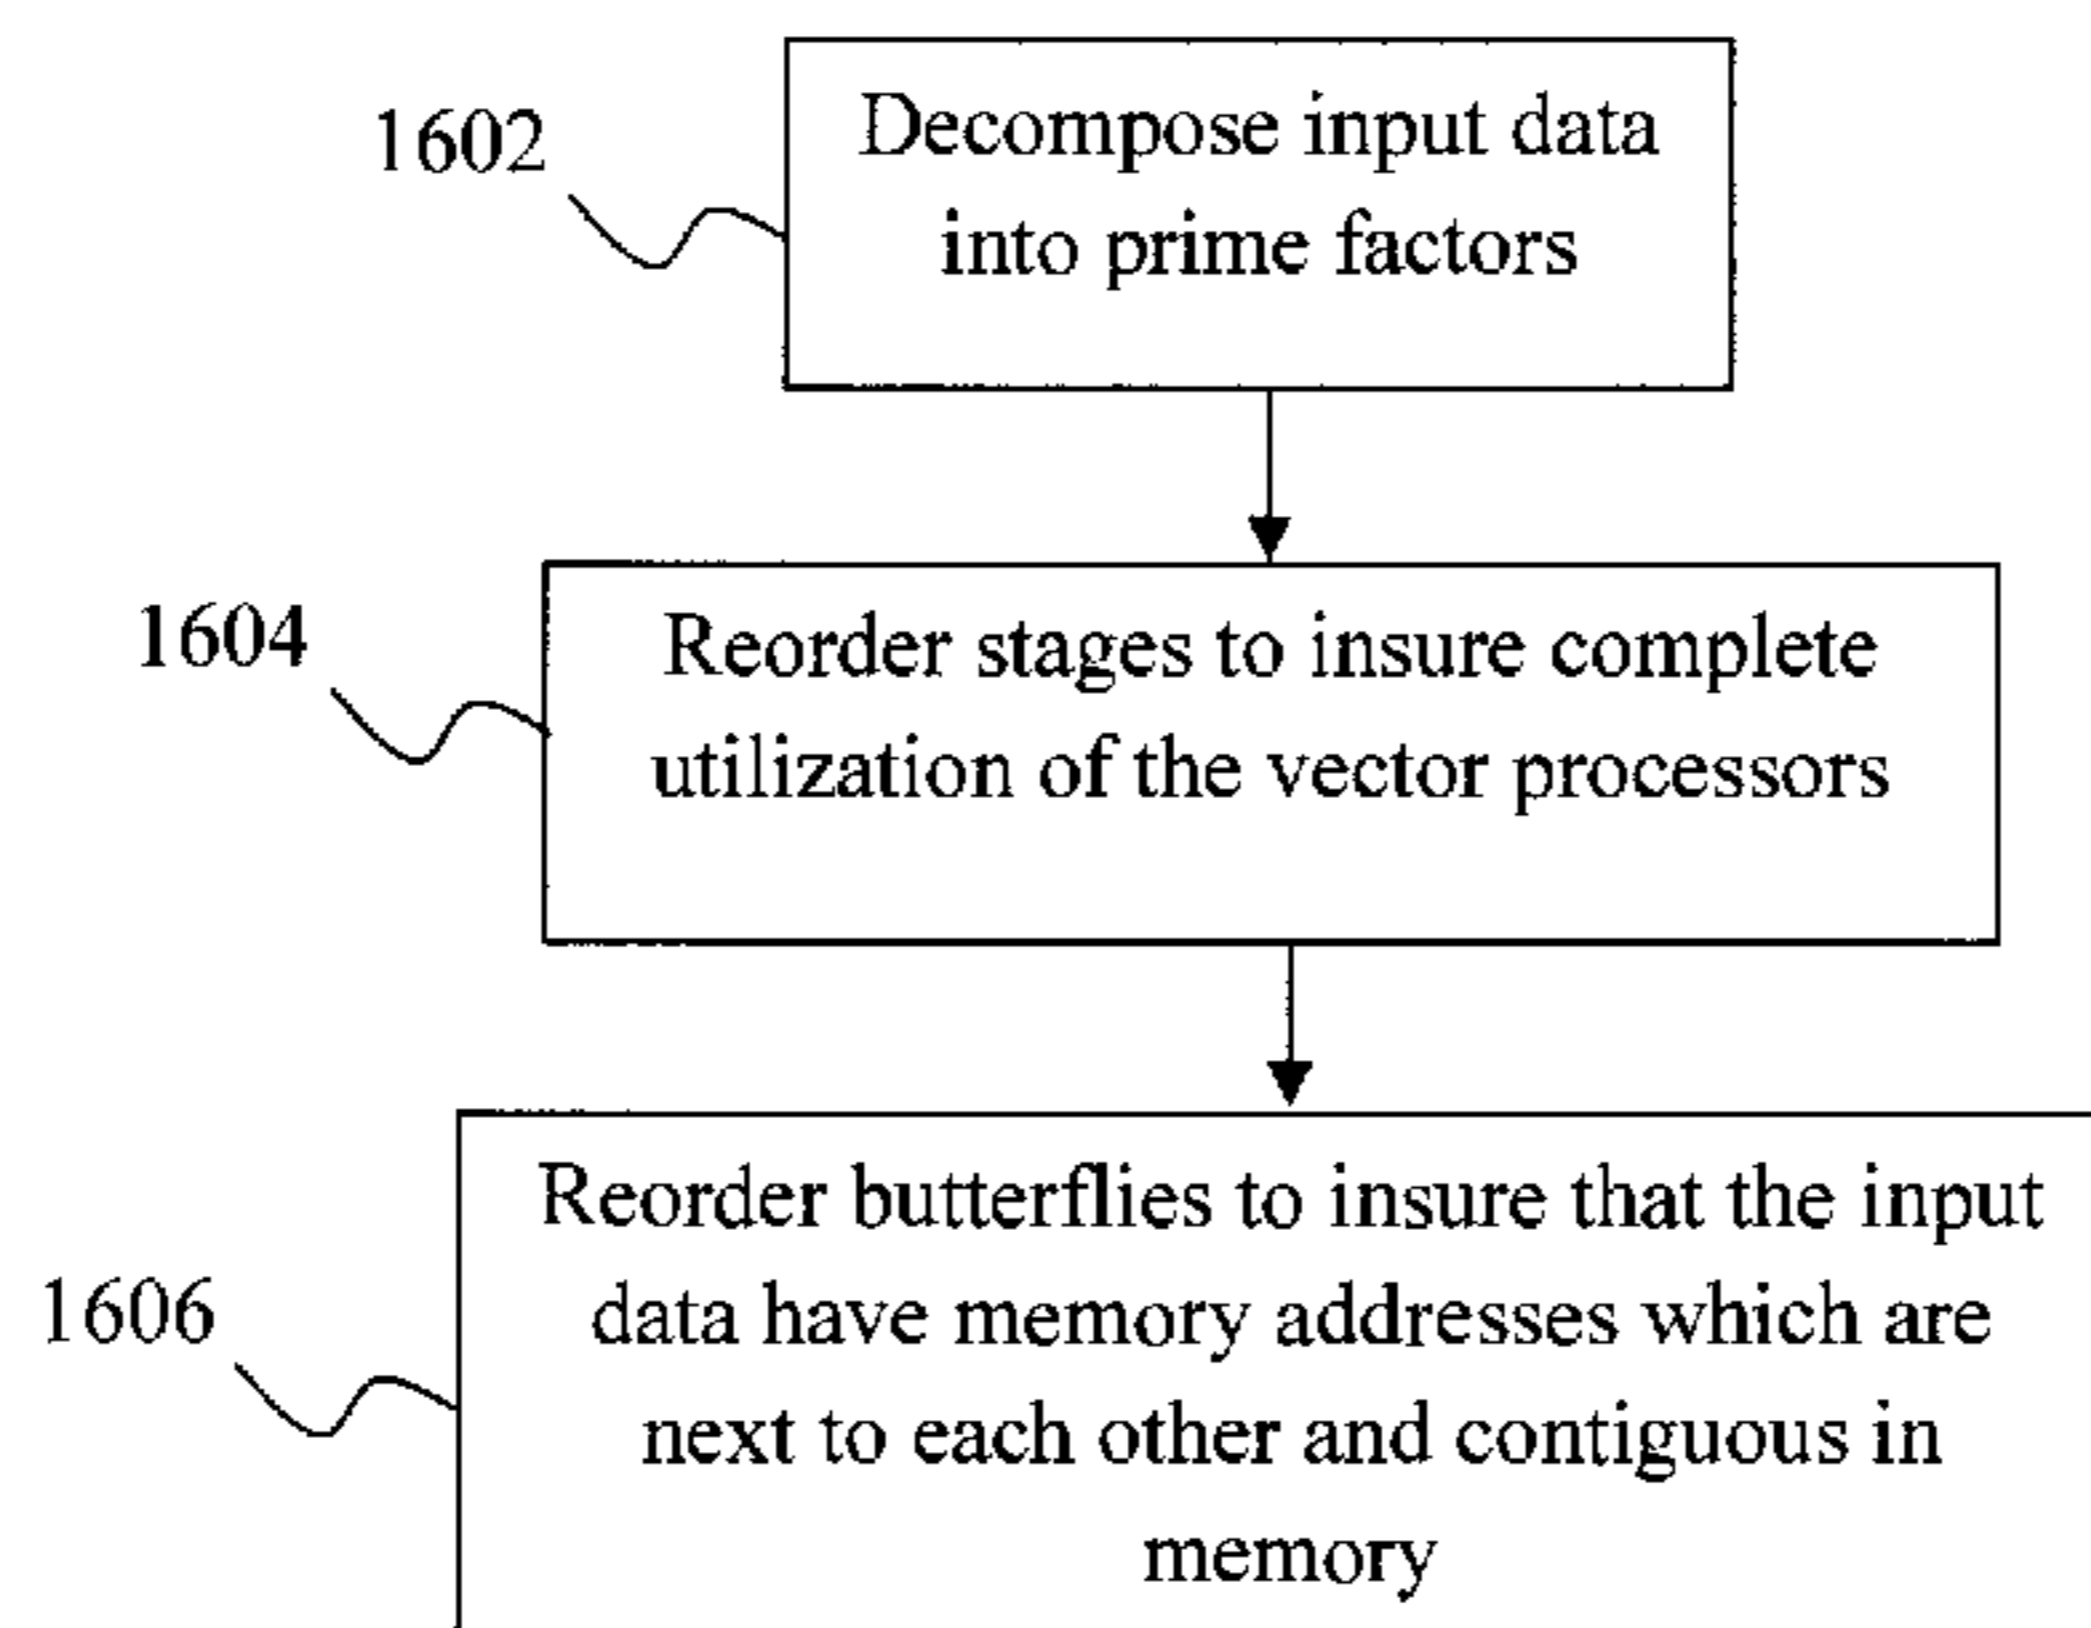 1602
Decompose input data
into prime factors
1604
Reorder stages to insure complete
utilization of the vector processors
1606
Reorder butterflies to insure that the input
data have memory addresses which are
next to each other and contiguous in
memory